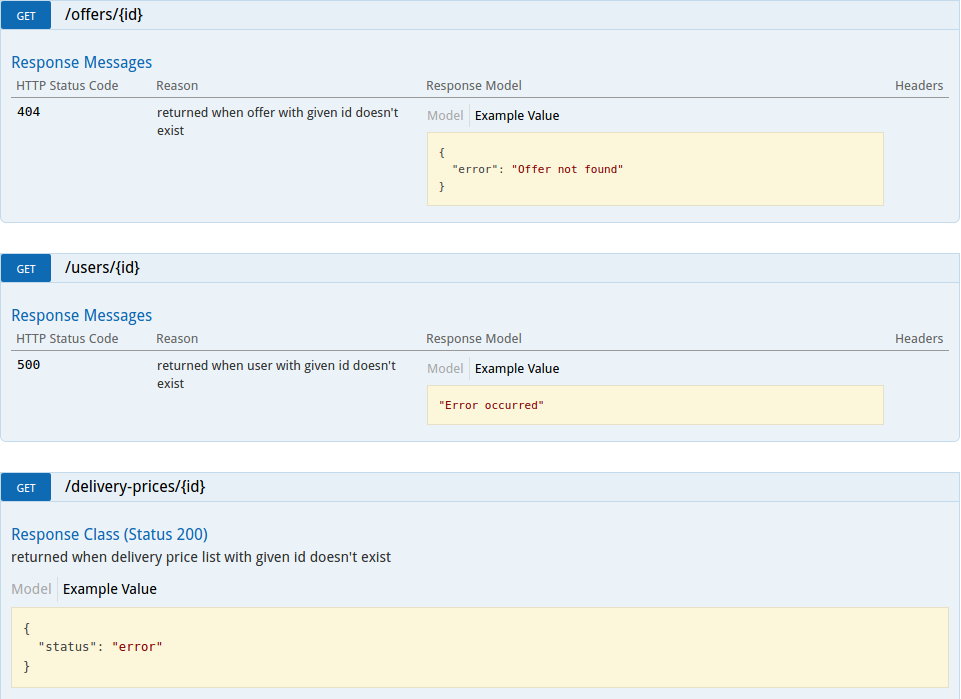 GET /offers/{id}
Response Messages
HTTP Status Code Reason Response Model Headers
404 returned when offer with given id doesn't exist
Model Example Value
{
"error": "Offer not found"
}
GET /users/{id}
Response Messages
HTTP Status Code Reason Response Model Headers
500 returned when user with given id doesn't exist
Model Example Value
"Error occurred"
GET /delivery-prices/{id}
Response Class (Status 200)
returned when delivery price list with given id doesn't exist
Model Example Value
{
"status": "error"
}